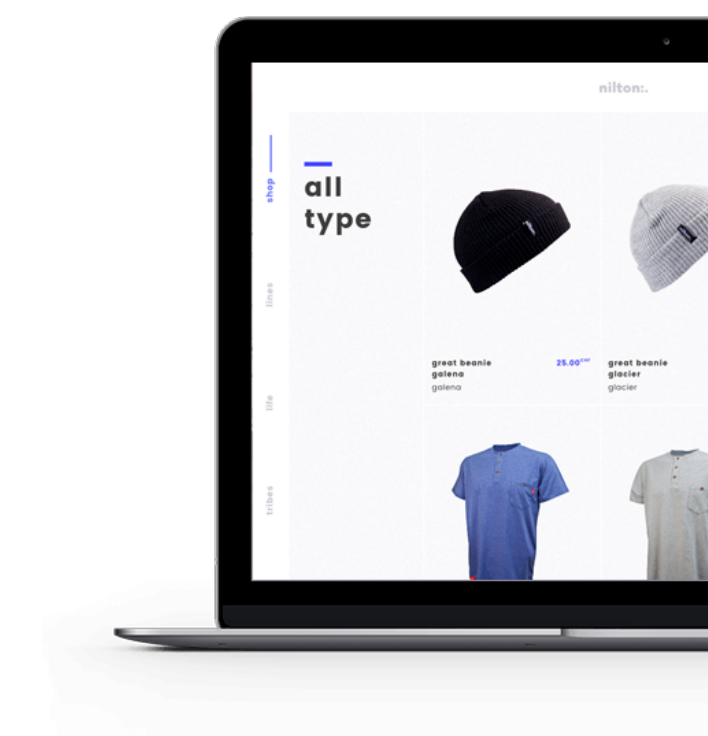 nilton:.
shop
lines
life
tribes
all
type
great beanie
galena
galena
25.00
great beanie
glacier
glacier